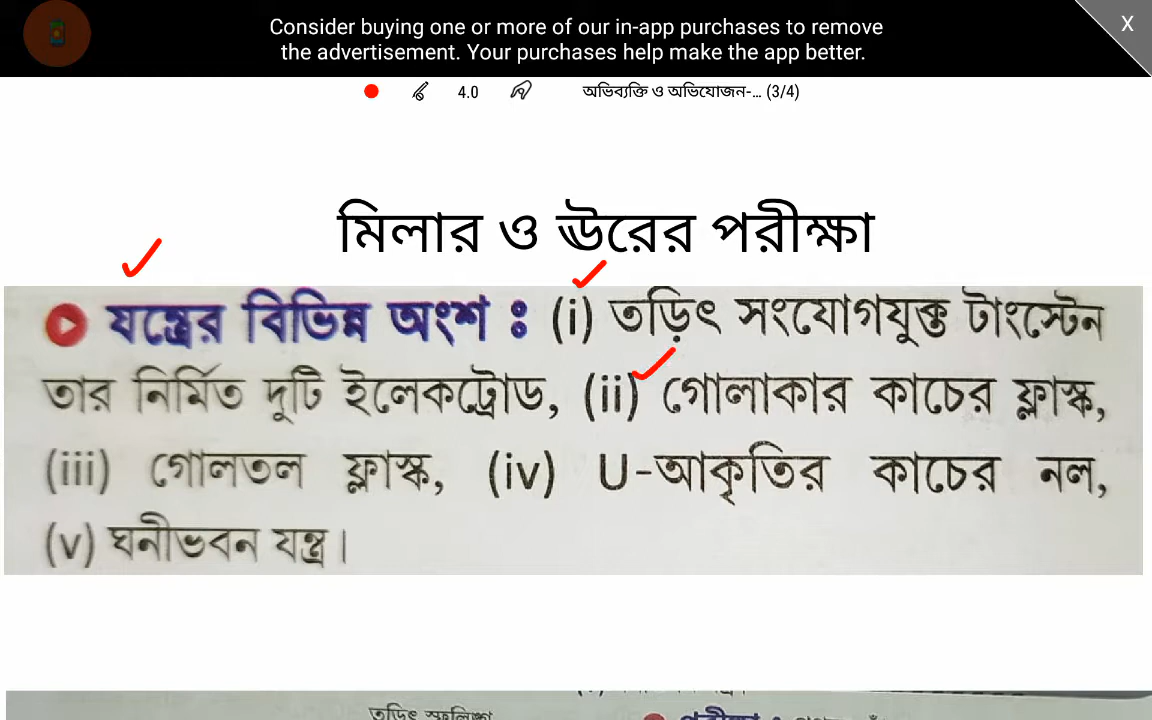 Consider buying one or more of our in-app purchases to remove
the advertisement. Your purchases help make the app better.
X
4.0 অভিব্যক্তি ও অভিযোজন-... (3/4)
মিলার ও ঊরের পরীক্ষা
যন্ত্রের বিভিন্ন অংশ : (i) তড়িৎ সংযোগযুক্ত টাংস্টেন
তার নির্মিত দুটি ইলেকট্রোড, (ii) গোলাকার কাচের ফ্লাস্ক,
(iii) গোলতল ফ্লাস্ক, (iv) U-আকৃতির কাচের নল,
(v) ঘনীভবন যন্ত্র।
তড়িৎ স্ফুলিঙ্গ